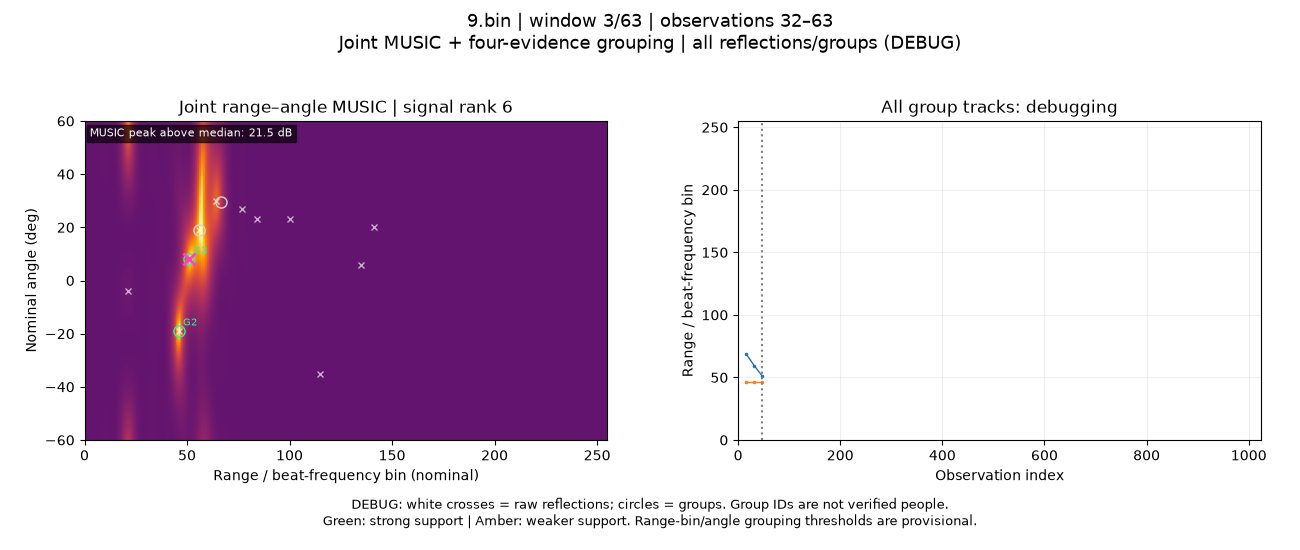 9.bin | window 3/63 | observations 32–63
Joint MUSIC + four-evidence grouping | all reflections/groups (DEBUG)
Joint range–angle MUSIC | signal rank 6
MUSIC peak above median: 21.5 dB
60
40
20
0
−20
−40
−60
Nominal angle (deg)
G2
0
50
100
150
200
250
Range / beat-frequency bin (nominal)
All group tracks: debugging
250
200
150
100
50
0
Range / beat-frequency bin
0
200
400
600
800
1000
Observation index
DEBUG: white crosses = raw reflections; circles = groups. Group IDs are not verified people.
Green: strong support | Amber: weaker support. Range-bin/angle grouping thresholds are provisional.